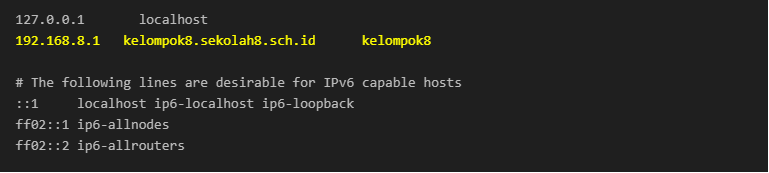 127.0.0.1 localhost
192.168.8.1 kelompok8.sekolah8.sch.id kelompok8
# The following lines are desirable for IPv6 capable hosts
::1 localhost ip6-localhost ip6-loopback
ff02::1 ip6-allnodes
ff02::2 ip6-allrouters